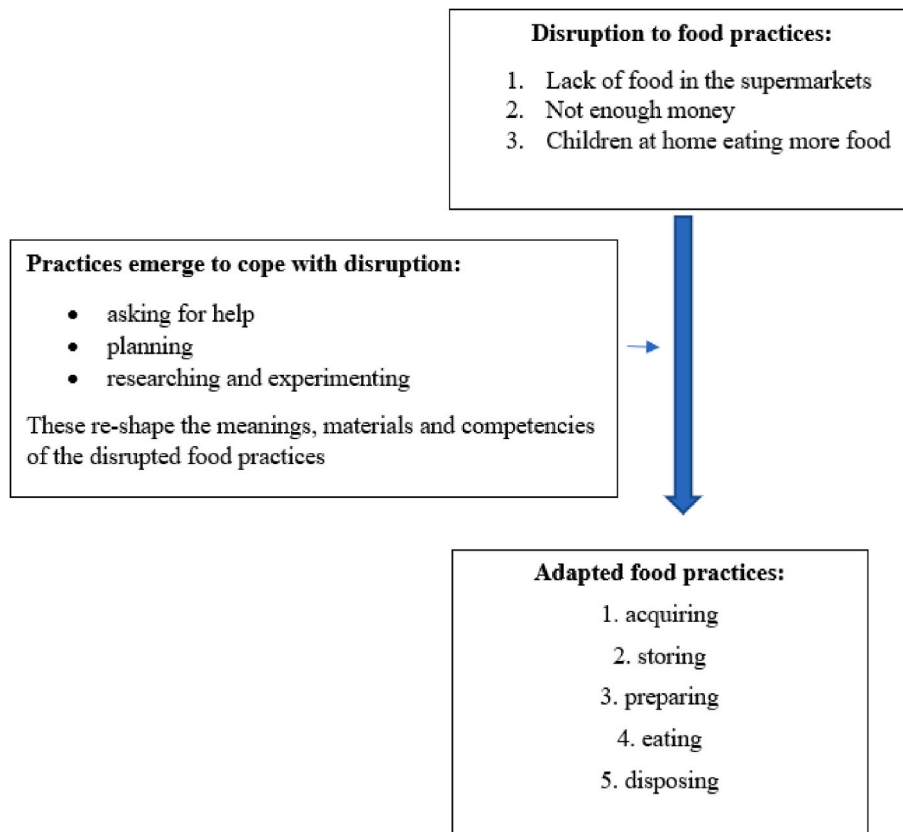 Disruption to food practices:
1. Lack of food in the supermarkets
2. Not enough money
3. Children at home eating more food
Practices emerge to cope with disruption:
• asking for help
• planning
• researching and experimenting
These re-shape the meanings, materials and competencies
of the disrupted food practices
Adapted food practices:
1. acquiring
2. storing
3. preparing
4. eating
5. disposing